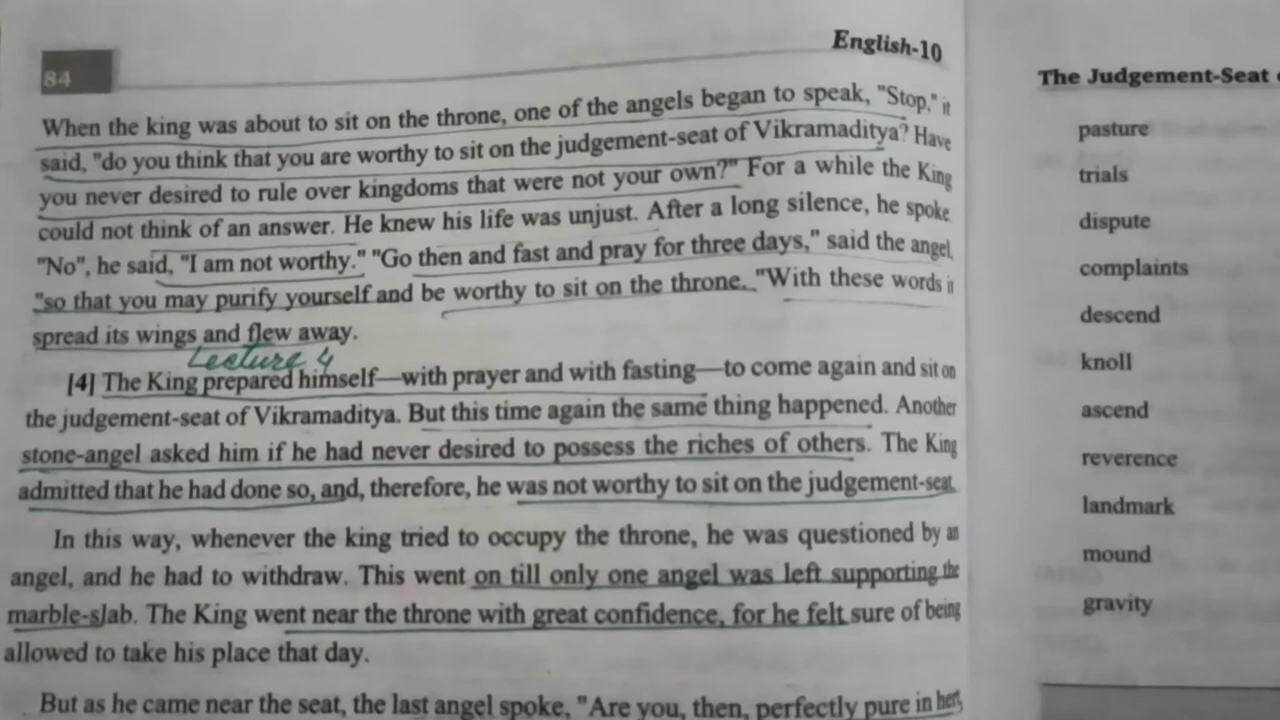 84
English-10
When the king was about to sit on the throne, one of the angels began to speak, "Stop," it
said, "do you think that you are worthy to sit on the judgement-seat of Vikramaditya? Have
you never desired to rule over kingdoms that were not your own?" For a while the King
could not think of an answer. He knew his life was unjust. After a long silence, he spoke
"No", he said, "I am not worthy." "Go then and fast and pray for three days," said the angel,
"so that you may purify yourself and be worthy to sit on the throne. "With these words it
spread its wings and flew away.
Lecture 4
[4] The King prepared himself—with prayer and with fasting—to come again and sit on
the judgement-seat of Vikramaditya. But this time again the same thing happened. Another
stone-angel asked him if he had never desired to possess the riches of others. The King
admitted that he had done so, and, therefore, he was not worthy to sit on the judgement-seat.
In this way, whenever the king tried to occupy the throne, he was questioned by an
angel, and he had to withdraw. This went on till only one angel was left supporting the
marble-slab. The King went near the throne with great confidence, for he felt sure of being
allowed to take his place that day.
But as he came near the seat, the last angel spoke, "Are you, then, perfectly pure in hert,
The Judgement-Seat
pasture
trials
dispute
complaints
descend
knoll
ascend
reverence
landmark
mound
gravity